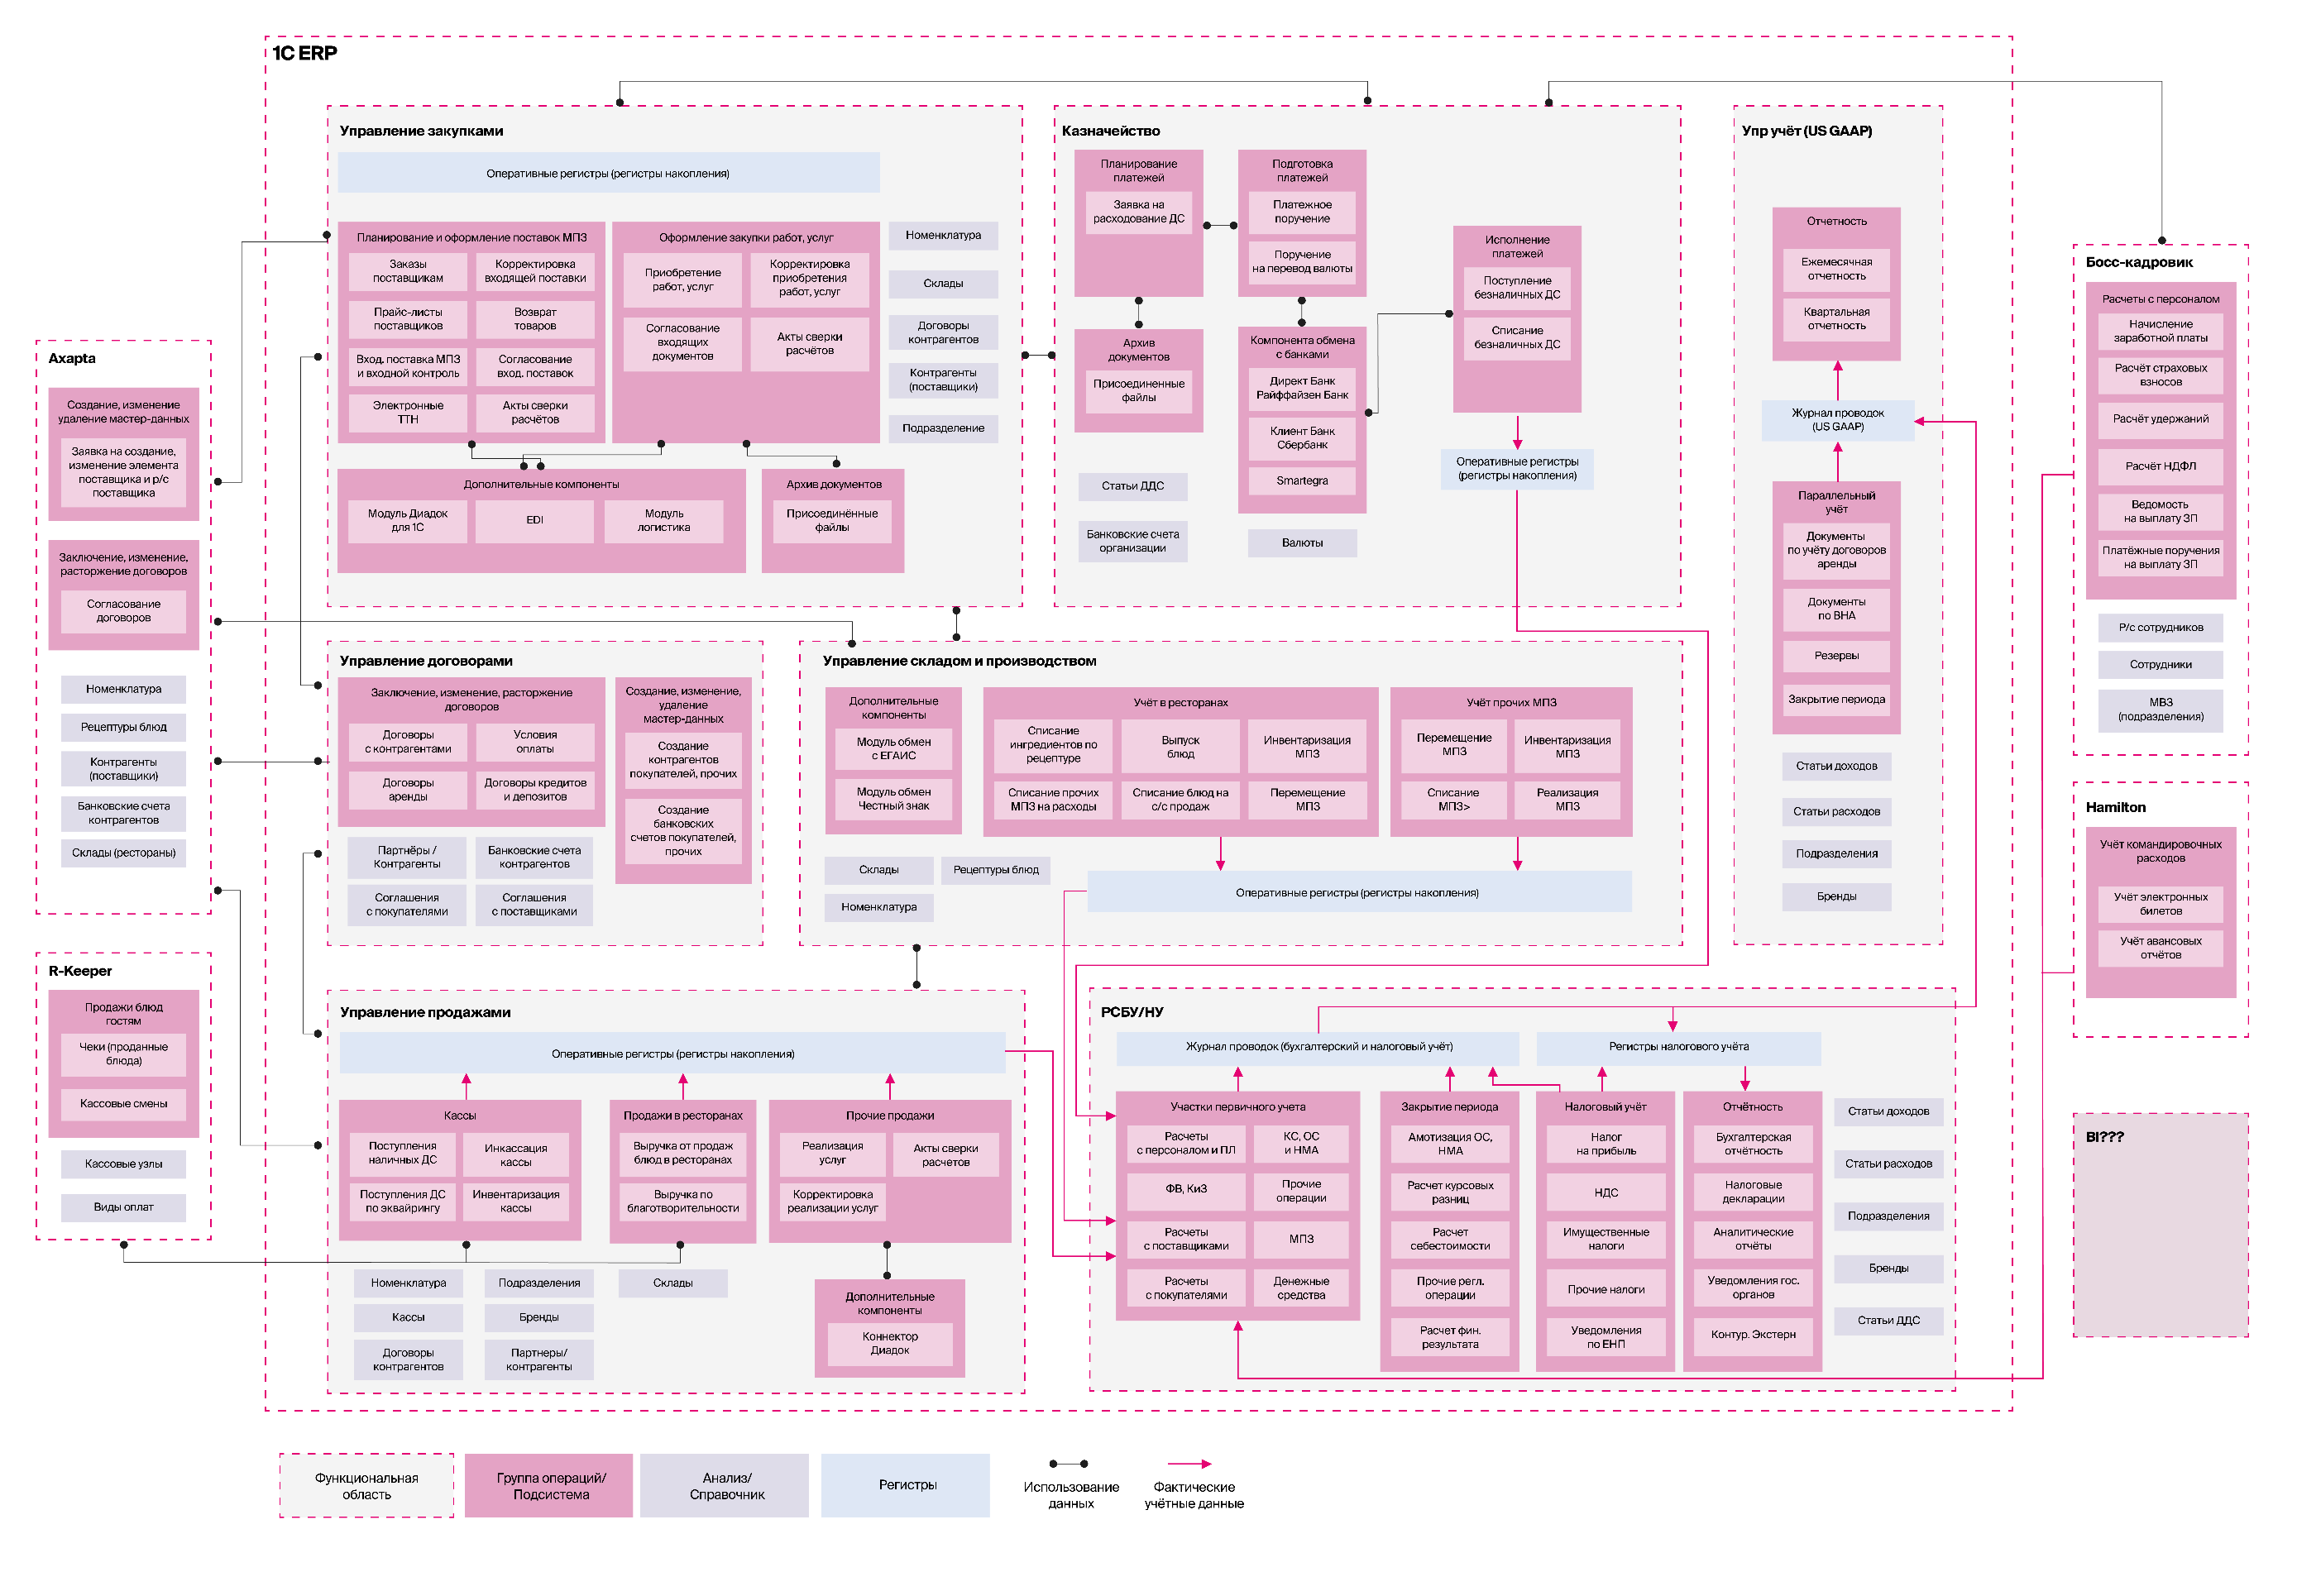 1С ERP
Управление закупками
Оперативные регистры (регистры накопления)
Планирование и оформление поставок МПЗ
Заказы
поставщикам
Корректировка
входящей поставки
Прайс-листы
поставщиков
Возврат
товаров
Вход. поставка МПЗ
и входной контроль
Согласование
вход. поставок
Электронные
ТТН
Акты сверки
расчётов
Оформление закупки работ, услуг
Приобретение
работ, услуг
Корректировка
приобретения
работ, услуг
Согласование
входящих
документов
Акты сверки
расчётов
Номенклатура
Склады
Договоры
контрагентов
Контрагенты
(поставщики)
Подразделение
Дополнительные компоненты
Модуль Диадок
для 1С
EDI
Модуль
логистика
Архив документов
Присоединённые
файлы
Казначейство
Планирование
платежей
Заявка на
расходование ДС
Подготовка
платежей
Платежное
поручение
Поручение
на перевод валюты
Исполнение
платежей
Поступление
безналичных ДС
Списание
безналичных ДС
Архив
документов
Присоединенные
файлы
Компонента обмена
с банками
Директ Банк
Райффайзен Банк
Клиент Банк
Сбербанк
Smartegra
Оперативные регистры
(регистры накопления)
Статьи ДДС
Банковские счета
организации
Валюты
Упр учёт (US GAAP)
Отчетность
Ежемесячная
отчетность
Квартальная
отчетность
Журнал проводок
(US GAAP)
Параллельный
учёт
Документы
по учёту договоров
аренды
Документы
по ВНА
Резервы
Закрытие периода
Статьи доходов
Статьи расходов
Подразделения
Бренды
Босс-кадровик
Расчеты с персоналом
Начисление
заработной платы
Расчёт страховых
взносов
Расчёт удержаний
Расчёт НДФЛ
Ведомость
на выплату ЗП
Платёжные поручения
на выплату ЗП
Р/с сотрудников
Сотрудники
МВЗ
(подразделения)
Axapta
Создание, изменение
удаление мастер-данных
Заявка на создание,
изменение элемента
поставщика и р/с
поставщика
Заключение, изменение,
расторжение договоров
Согласование
договоров
Номенклатура
Рецептуры блюд
Контрагенты
(поставщики)
Банковские счета
контрагентов
Склады (рестораны)
Управление договорами
Заключение, изменение, расторжение
договоров
Договоры
с контрагентами
Условия
оплаты
Договоры
аренды
Договоры кредитов
и депозитов
Создание, изменение,
удаление
мастер-данных
Создание
контрагентов
покупателей, прочих
Создание
банковских
счетов покупателей,
прочих
Партнёры /
Контрагенты
Банковские счета
контрагентов
Соглашения
с покупателями
Соглашения
с поставщиками
Управление складом и производством
Дополнительные
компоненты
Модуль обмен
с ЕГАИС
Модуль обмен
Честный знак
Учёт в ресторанах
Списание
ингредиентов по
рецептуре
Выпуск
блюд
Инвентаризация
МПЗ
Списание прочих
МПЗ на расходы
Списание блюд на
с/с продаж
Перемещение
МПЗ
Учёт прочих МПЗ
Перемещение
МПЗ
Инвентаризация
МПЗ
Списание
МПЗ>
Реализация
МПЗ
Склады
Рецептуры блюд
Номенклатура
Оперативные регистры (регистры накопления)
Hamilton
Учёт командировочных
расходов
Учёт электронных
билетов
Учёт авансовых
отчётов
R-Keeper
Продажи блюд
гостям
Чеки (проданные
блюда)
Кассовые смены
Кассовые узлы
Виды оплат
Управление продажами
Оперативные регистры (регистры накопления)
Кассы
Поступления
наличных ДС
Инкассация
кассы
Поступления ДС
по эквайрингу
Инвентаризация
кассы
Продажи в ресторанах
Выручка от продаж
блюд в ресторанах
Выручка по
благотворительности
Прочие продажи
Реализация
услуг
Акты сверки
расчетов
Корректировка
реализации услуг
Номенклатура
Подразделения
Склады
Кассы
Бренды
Договоры
контрагентов
Партнеры/
контрагенты
Дополнительные
компоненты
Коннектор
Диадок
РСБУ/НУ
Журнал проводок (бухгалтерский и налоговый учёт)
Регистры налогового учёта
Участки первичного учета
Расчеты
с персоналом и ПЛ
КС, ОС
и НМА
ФВ, КиЗ
Прочие
операции
Расчеты
с поставщиками
МПЗ
Расчеты
с покупателями
Денежные
средства
Закрытие периода
Амотизация ОС,
НМА
Расчет курсовых
разниц
Расчет
себестоимости
Прочие регл.
операции
Расчет фин.
результата
Налоговый учёт
Налог
на прибыль
НДС
Имущественные
налоги
Прочие налоги
Уведомления
по ЕНП
Отчётность
Бухгалтерская
отчётность
Налоговые
декларации
Аналитические
отчёты
Уведомления гос.
органов
Контур. Экстерн
Статьи доходов
Статьи расходов
Подразделения
Бренды
Статьи ДДС
BI???
Функциональная
область
Группа операций/
Подсистема
Анализ/
Справочник
Регистры
Использование
данных
Фактические
учётные данные